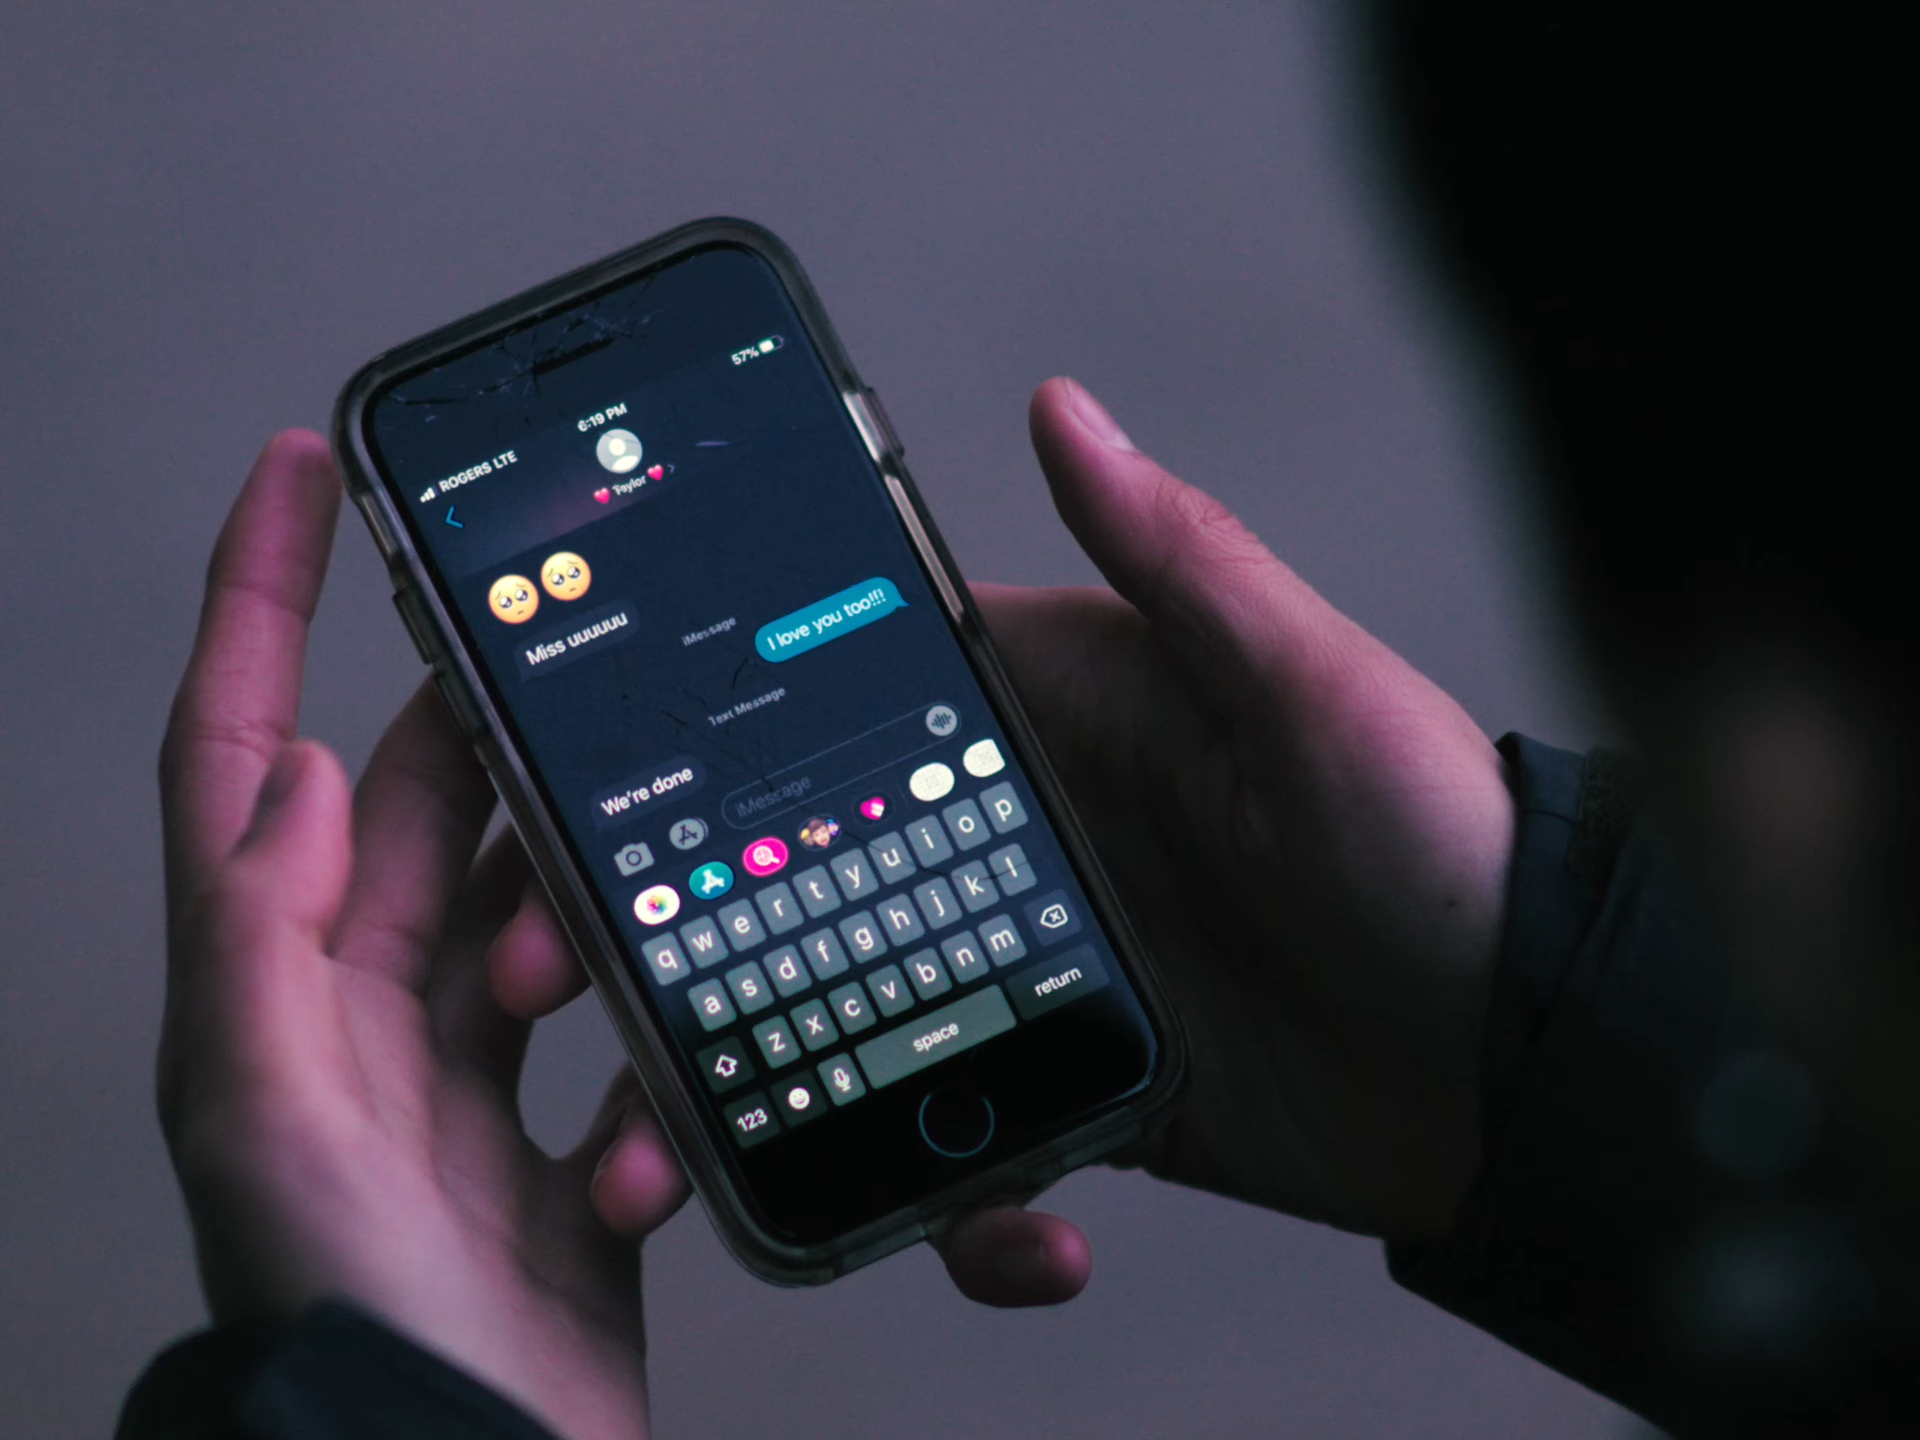 57%
6:19 PM
ROGERS LTE
Taylor
Miss uuuuuu
iMessage
I love you too!!!
Text Message
We're done
iMessage
q w e r t y u i o p
a s d f g h j k l
z x c v b n m
123 space return